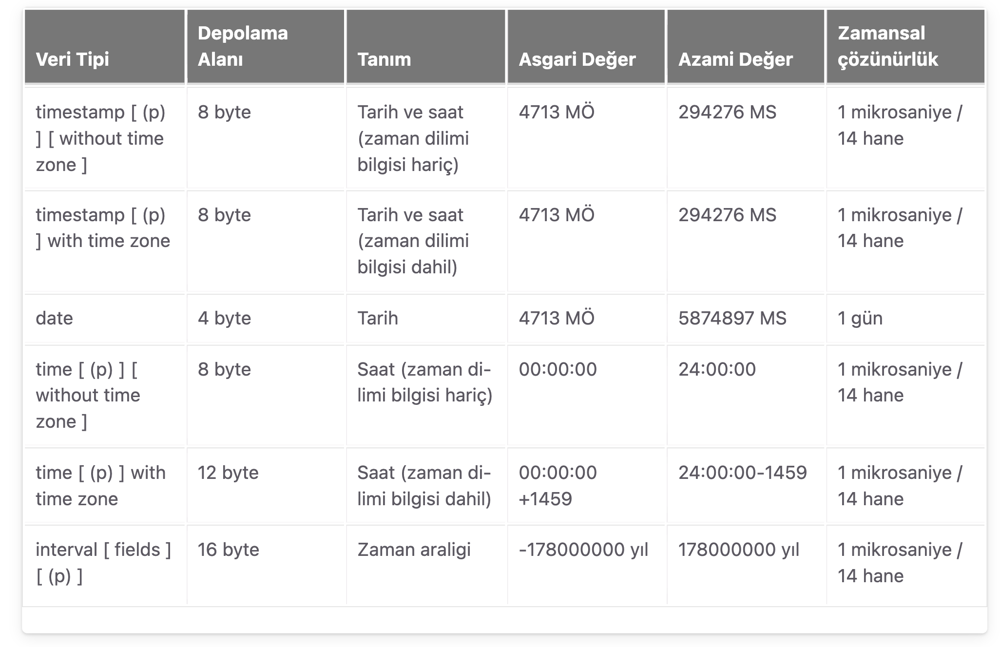 Veri Tipi
Depolama
Alanı
Tanım
Asgari Değer
Azami Değer
Zamansal
çözünürlük
timestamp [ (p)
] [ without time
zone ]
8 byte
Tarih ve saat
(zaman dilimi
bilgisi hariç)
4713 MÖ
294276 MS
1 mikrosaniye /
14 hane
timestamp [ (p)
] with time zone
8 byte
Tarih ve saat
(zaman dilimi
bilgisi dahil)
4713 MÖ
294276 MS
1 mikrosaniye /
14 hane
date
4 byte
Tarih
4713 MÖ
5874897 MS
1 gün
time [ (p) ] [
without time
zone ]
8 byte
Saat (zaman di-
limi bilgisi hariç)
00:00:00
24:00:00
1 mikrosaniye /
14 hane
time [ (p) ] with
time zone
12 byte
Saat (zaman di-
limi bilgisi dahil)
00:00:00
+1459
24:00:00-1459
1 mikrosaniye /
14 hane
interval [ fields ]
[ (p) ]
16 byte
Zaman araligi
-178000000 yıl
178000000 yıl
1 mikrosaniye /
14 hane